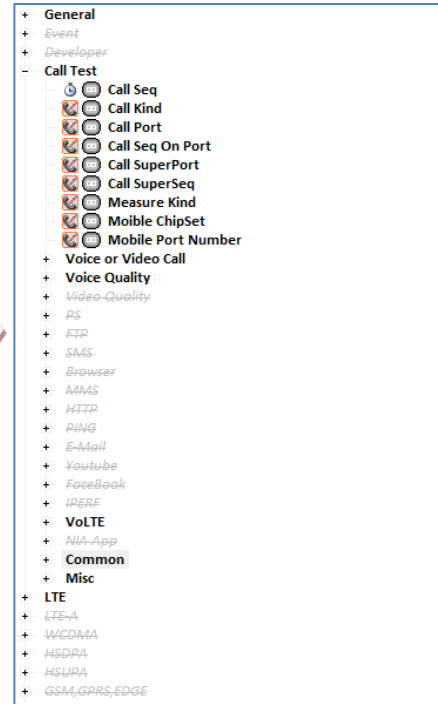 General
Event
Developer
Call Test
Call Seq
Call Kind
Call Port
Call Seq On Port
Call SuperPort
Call SuperSeq
Measure Kind
Moible ChipSet
Mobile Port Number
Voice or Video Call
Voice Quality
Video Quality
PS
FTP
SMS
Browser
MMS
HTTP
PING
E-Mail
Youtube
FaceBook
IPERF
VoLTE
NIA App
Common
Misc
LTE
LTE-A
WCDMA
HSDPA
HSUPA
GSM,GPRS,EDGE